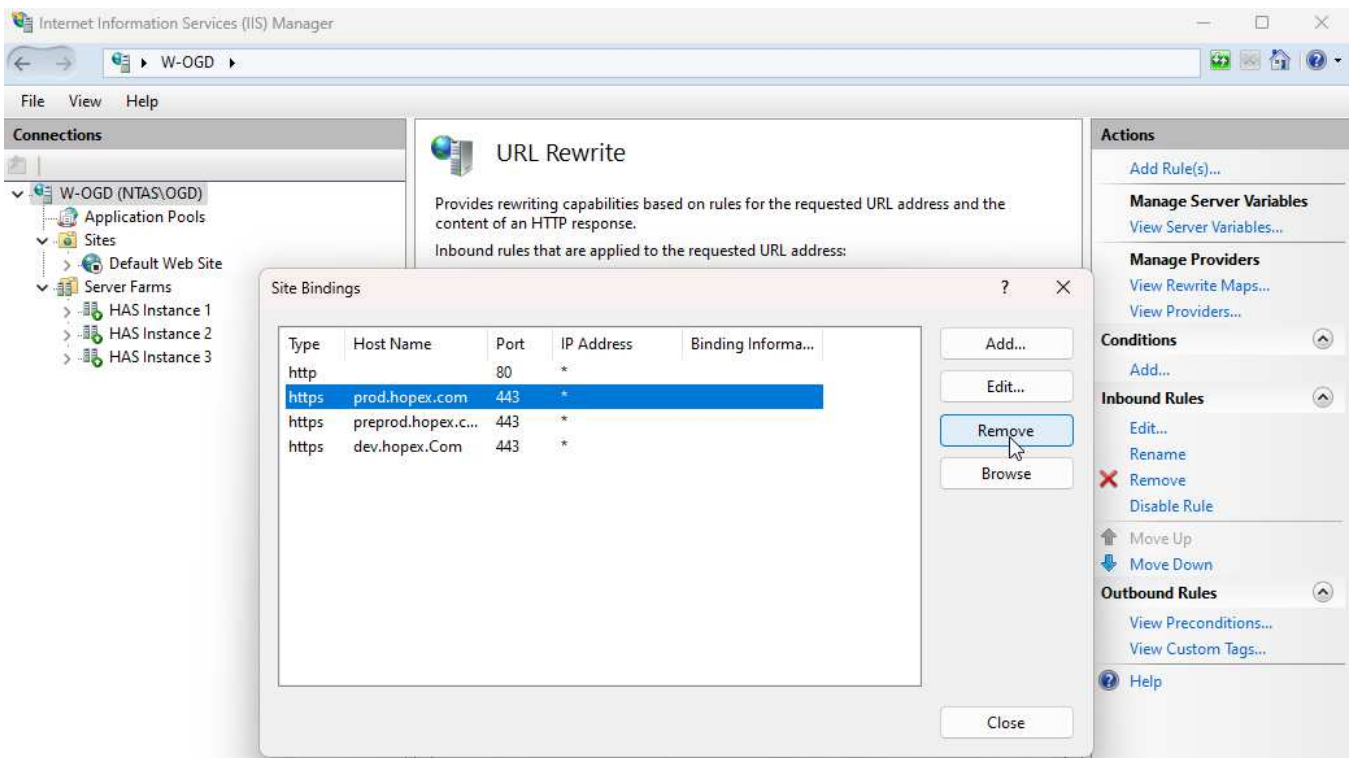 Internet Information Services (IIS) Manager
W-OGD
File View Help
Connections
W-OGD (NTAS\OGD)
Application Pools
Sites
Default Web Site
Server Farms
HAS Instance 1
HAS Instance 2
HAS Instance 3
URL Rewrite
Provides rewriting capabilities based on rules for the requested URL address and the
content of an HTTP response.
Inbound rules that are applied to the requested URL address:
Site Bindings
?
Type Host Name Port IP Address Binding Informa...
http 80 *
https prod.hopex.com 443 *
https preprod.hopex.c... 443 *
https dev.hopex.Com 443 *
Add...
Edit...
Remove
Browse
Close
Actions
Add Rule(s)...
Manage Server Variables
View Server Variables...
Manage Providers
View Rewrite Maps...
View Providers...
Conditions
Add...
Inbound Rules
Edit...
Rename
Remove
Disable Rule
Move Up
Move Down
Outbound Rules
View Preconditions...
View Custom Tags...
Help